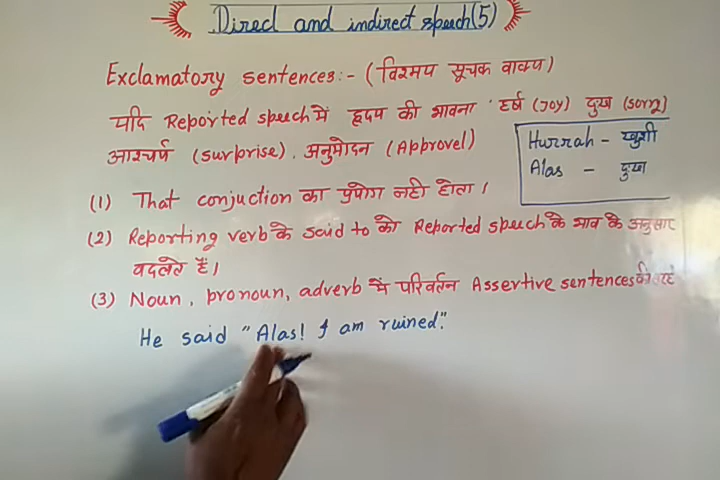 Direct and indirect speech(5)
Exclamatory sentences:- (विस्मय सूचक वाक्य)
यदि Reported speech में हृदय की भावना हर्ष (Joy) दुःख (sorry)
आश्चर्य (surprise). अनुमोदन (Approvel)
Hurrah - खुशी
Alas - दुःख
(1) That conjuction का प्रयोग नही होता।
(2) Reporting verb के said to को Reported speech के भाव के अनुसार
बदलते हैं।
(3) Noun, pronoun, adverb में परिवर्तन Assertive sentences की तरह
He said "Alas! I am ruined."